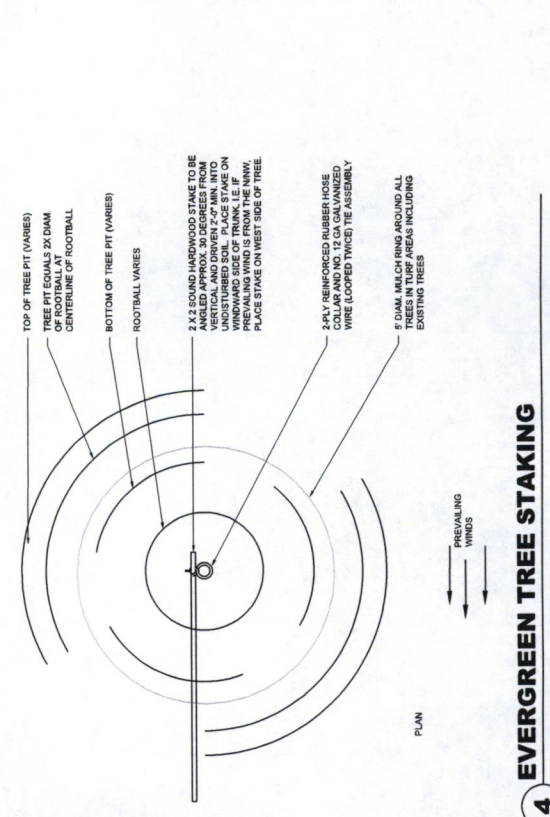 TOP OF TREE PIT (VARIES)
TREE PIT EQUALS 2X DIAM.
OF ROOTBALL AT
CENTERLINE OF ROOTBALL
BOTTOM OF TREE PIT (VARIES)
ROOTBALL VARIES
2 X 2 SOUND HARDWOOD STAKE TO BE
ANGLED APPROX. 30 DEGREES FROM
VERTICAL AND DRIVEN 2'-0" MIN. INTO
UNDISTURBED SOIL. PLACE STAKE ON
WINDWARD SIDE OF TRUNK. I.E. IF
PREVAILING WIND IS FROM THE N/NW,
PLACE STAKE ON WEST SIDE OF TREE.
2-PLY REINFORCED RUBBER HOSE
COLLAR AND NO. 12 GA GALVANIZED
WIRE (LOOPED TWICE) TIE ASSEMBLY
5' DIAM. MULCH RING AROUND ALL
TREES IN TURF AREAS INCLUDING
EXISTING TREES
PREVAILING
WINDS
PLAN
4
EVERGREEN TREE STAKING